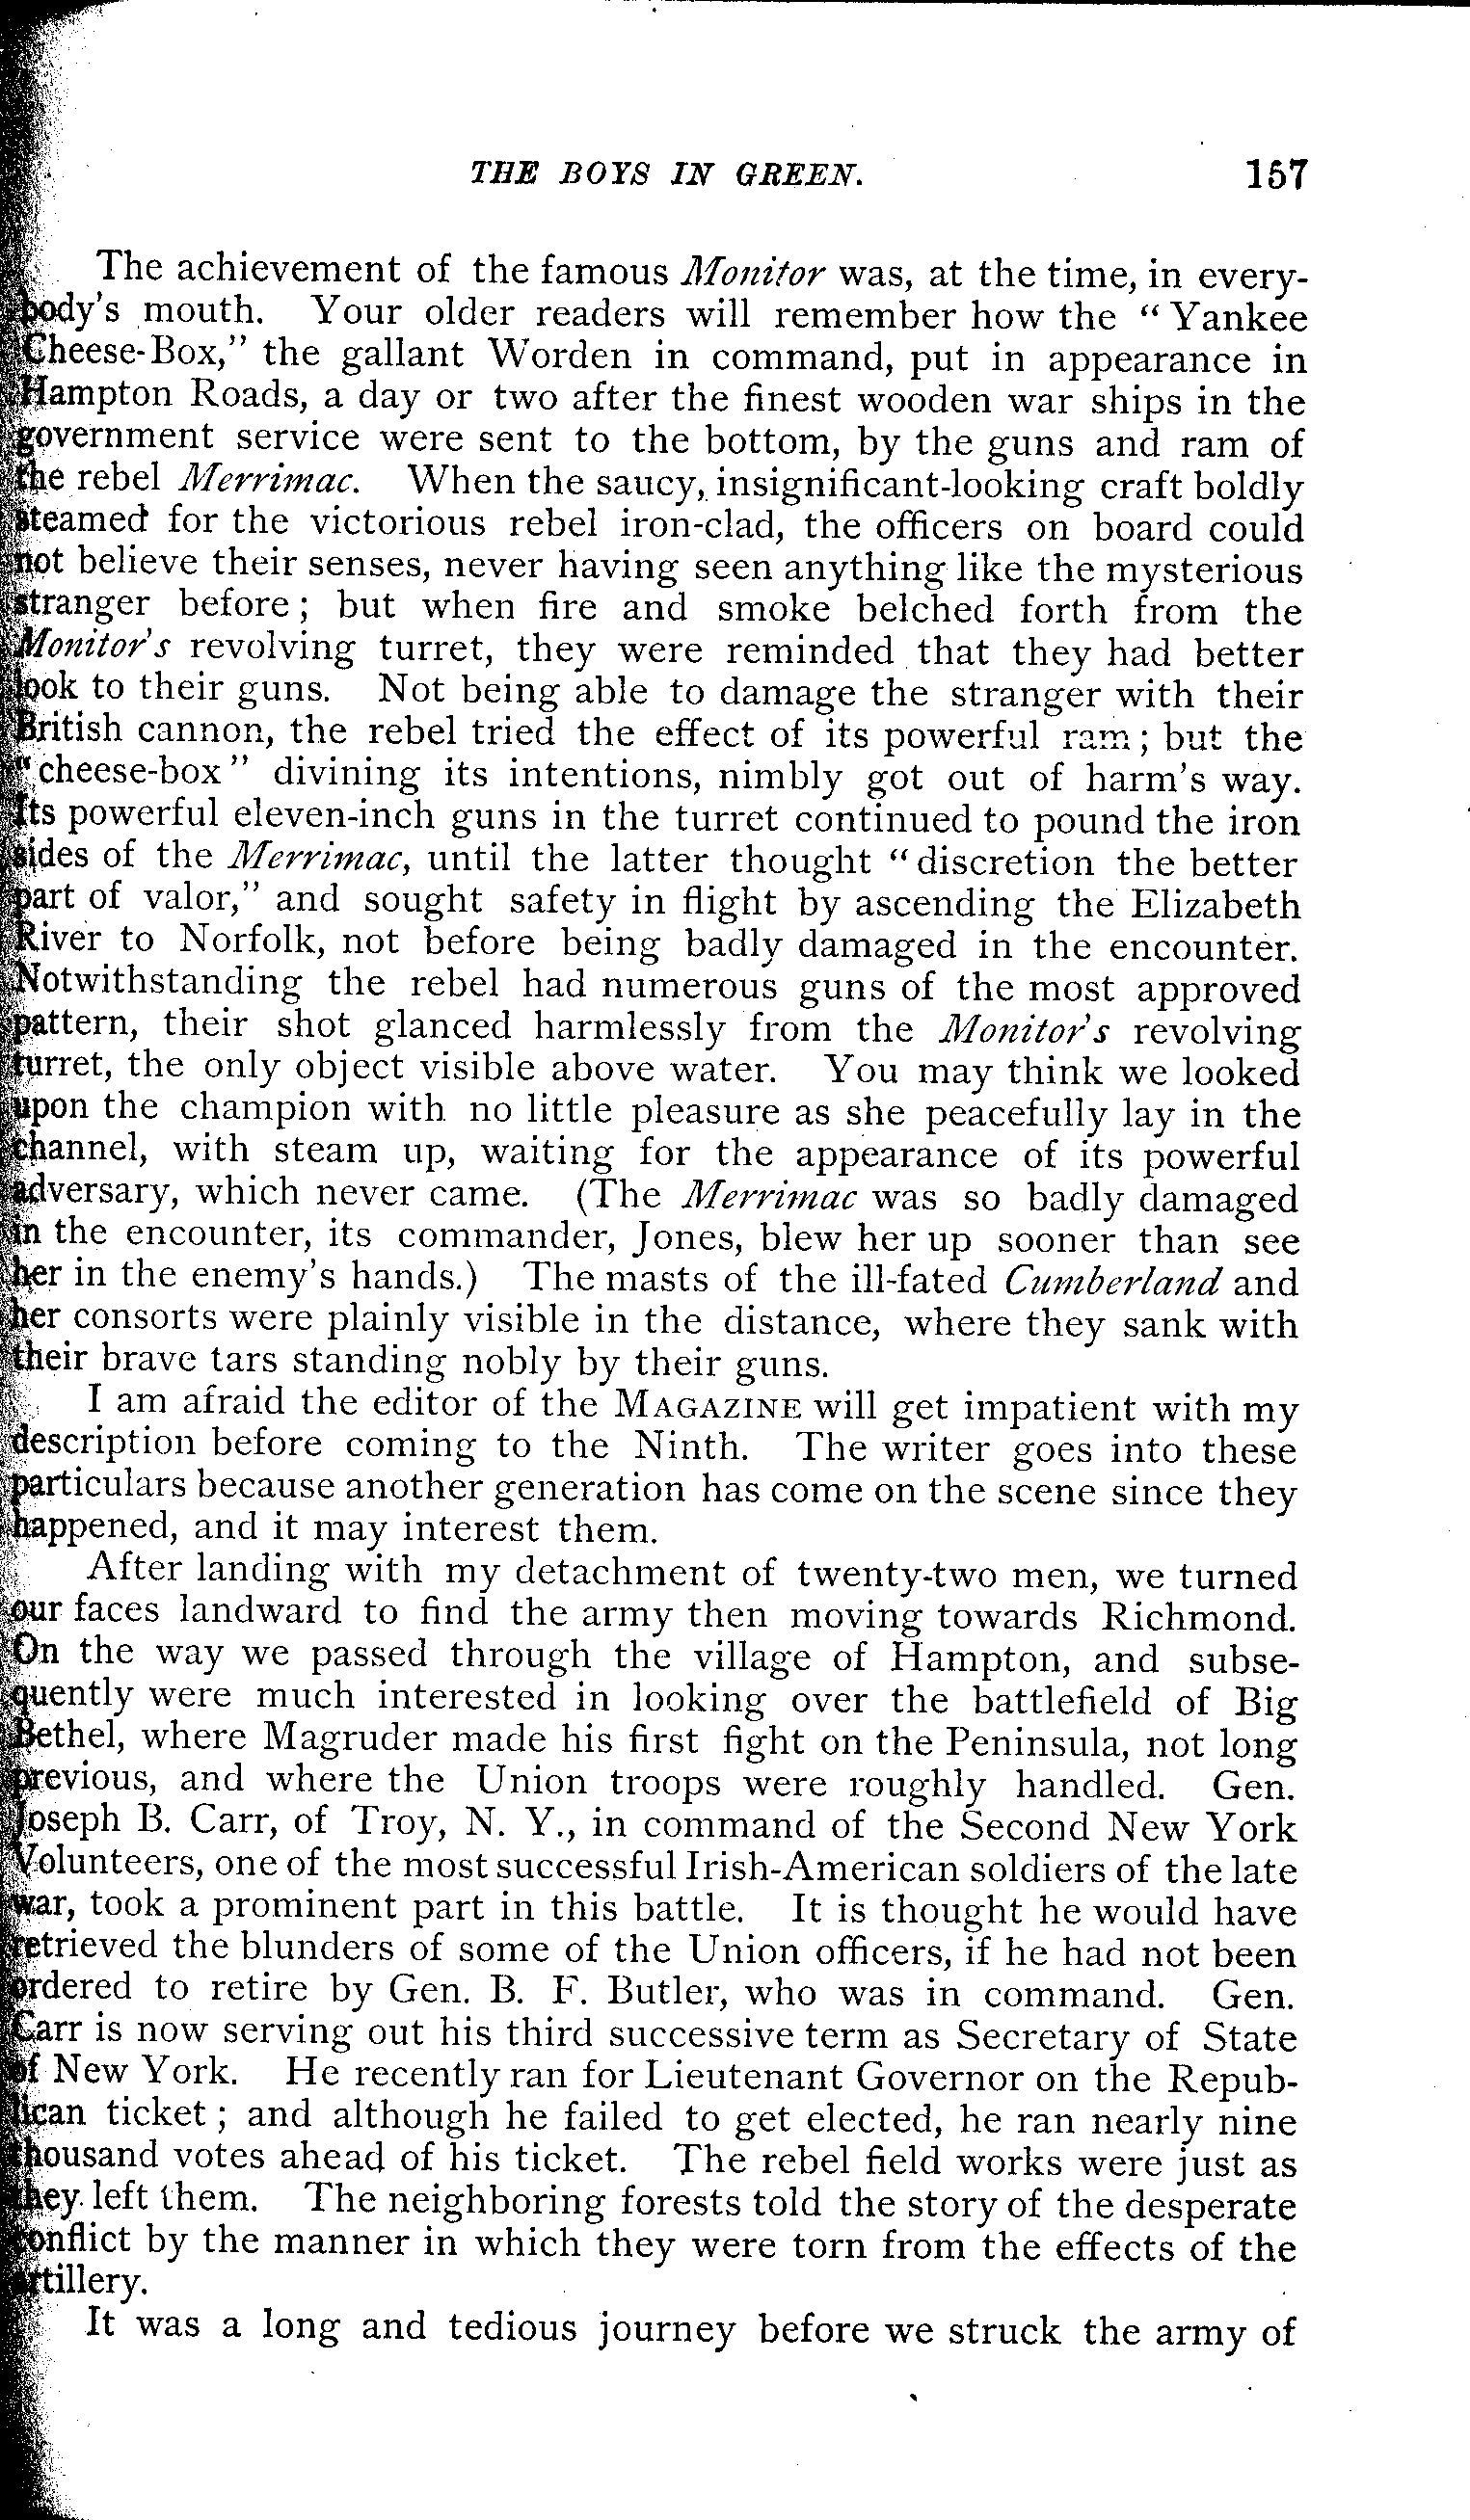 THE BOYS IN GREEN. 157
The achievement of the famous Monitor was, at the time, in every-
body's mouth. Your older readers will remember how the " Yankee
Cheese-Box," the gallant Worden in command, put in appearance in
Hampton Roads, a day or two after the finest wooden war ships in the
government service were sent to the bottom, by the guns and ram of
the rebel Merrimac. When the saucy, insignificant-looking craft boldly
steamed for the victorious rebel iron-clad, the officers on board could
not believe their senses, never having seen anything like the mysterious
stranger before ; but when fire and smoke belched forth from the
Monitor's revolving turret, they were reminded that they had better
look to their guns. Not being able to damage the stranger with their
British cannon, the rebel tried the effect of its powerful ram ; but the
"cheese-box" divining its intentions, nimbly got out of harm's way.
Its powerful eleven-inch guns in the turret continued to pound the iron
sides of the Merrimac, until the latter thought "discretion the better
part of valor," and sought safety in flight by ascending the Elizabeth
River to Norfolk, not before being badly damaged in the encounter.
Notwithstanding the rebel had numerous guns of the most approved
pattern, their shot glanced harmlessly from the Monitor's revolving
turret, the only object visible above water. You may think we looked
upon the champion with no little pleasure as she peacefully lay in the
channel, with steam up, waiting for the appearance of its powerful
adversary, which never came. (The Merrimac was so badly damaged
in the encounter, its commander, Jones, blew her up sooner than see
her in the enemy's hands.) The masts of the ill-fated Cumberland and
her consorts were plainly visible in the distance, where they sank with
their brave tars standing nobly by their guns.
I am afraid the editor of the MAGAZINE will get impatient with my
description before coming to the Ninth. The writer goes into these
particulars because another generation has come on the scene since they
happened, and it may interest them.
After landing with my detachment of twenty-two men, we turned
our faces landward to find the army then moving towards Richmond.
On the way we passed through the village of Hampton, and subse-
quently were much interested in looking over the battlefield of Big
Bethel, where Magruder made his first fight on the Peninsula, not long
previous, and where the Union troops were roughly handled. Gen.
Joseph B. Carr, of Troy, N. Y., in command of the Second New York
Volunteers, one of the most successful Irish-American soldiers of the late
war, took a prominent part in this battle. It is thought he would have
retrieved the blunders of some of the Union officers, if he had not been
ordered to retire by Gen. B. F. Butler, who was in command. Gen.
Carr is now serving out his third successive term as Secretary of State
of New York. He recently ran for Lieutenant Governor on the Repub-
lican ticket ; and although he failed to get elected, he ran nearly nine
thousand votes ahead of his ticket. The rebel field works were just as
they left them. The neighboring forests told the story of the desperate
conflict by the manner in which they were torn from the effects of the
artillery.
It was a long and tedious journey before we struck the army of